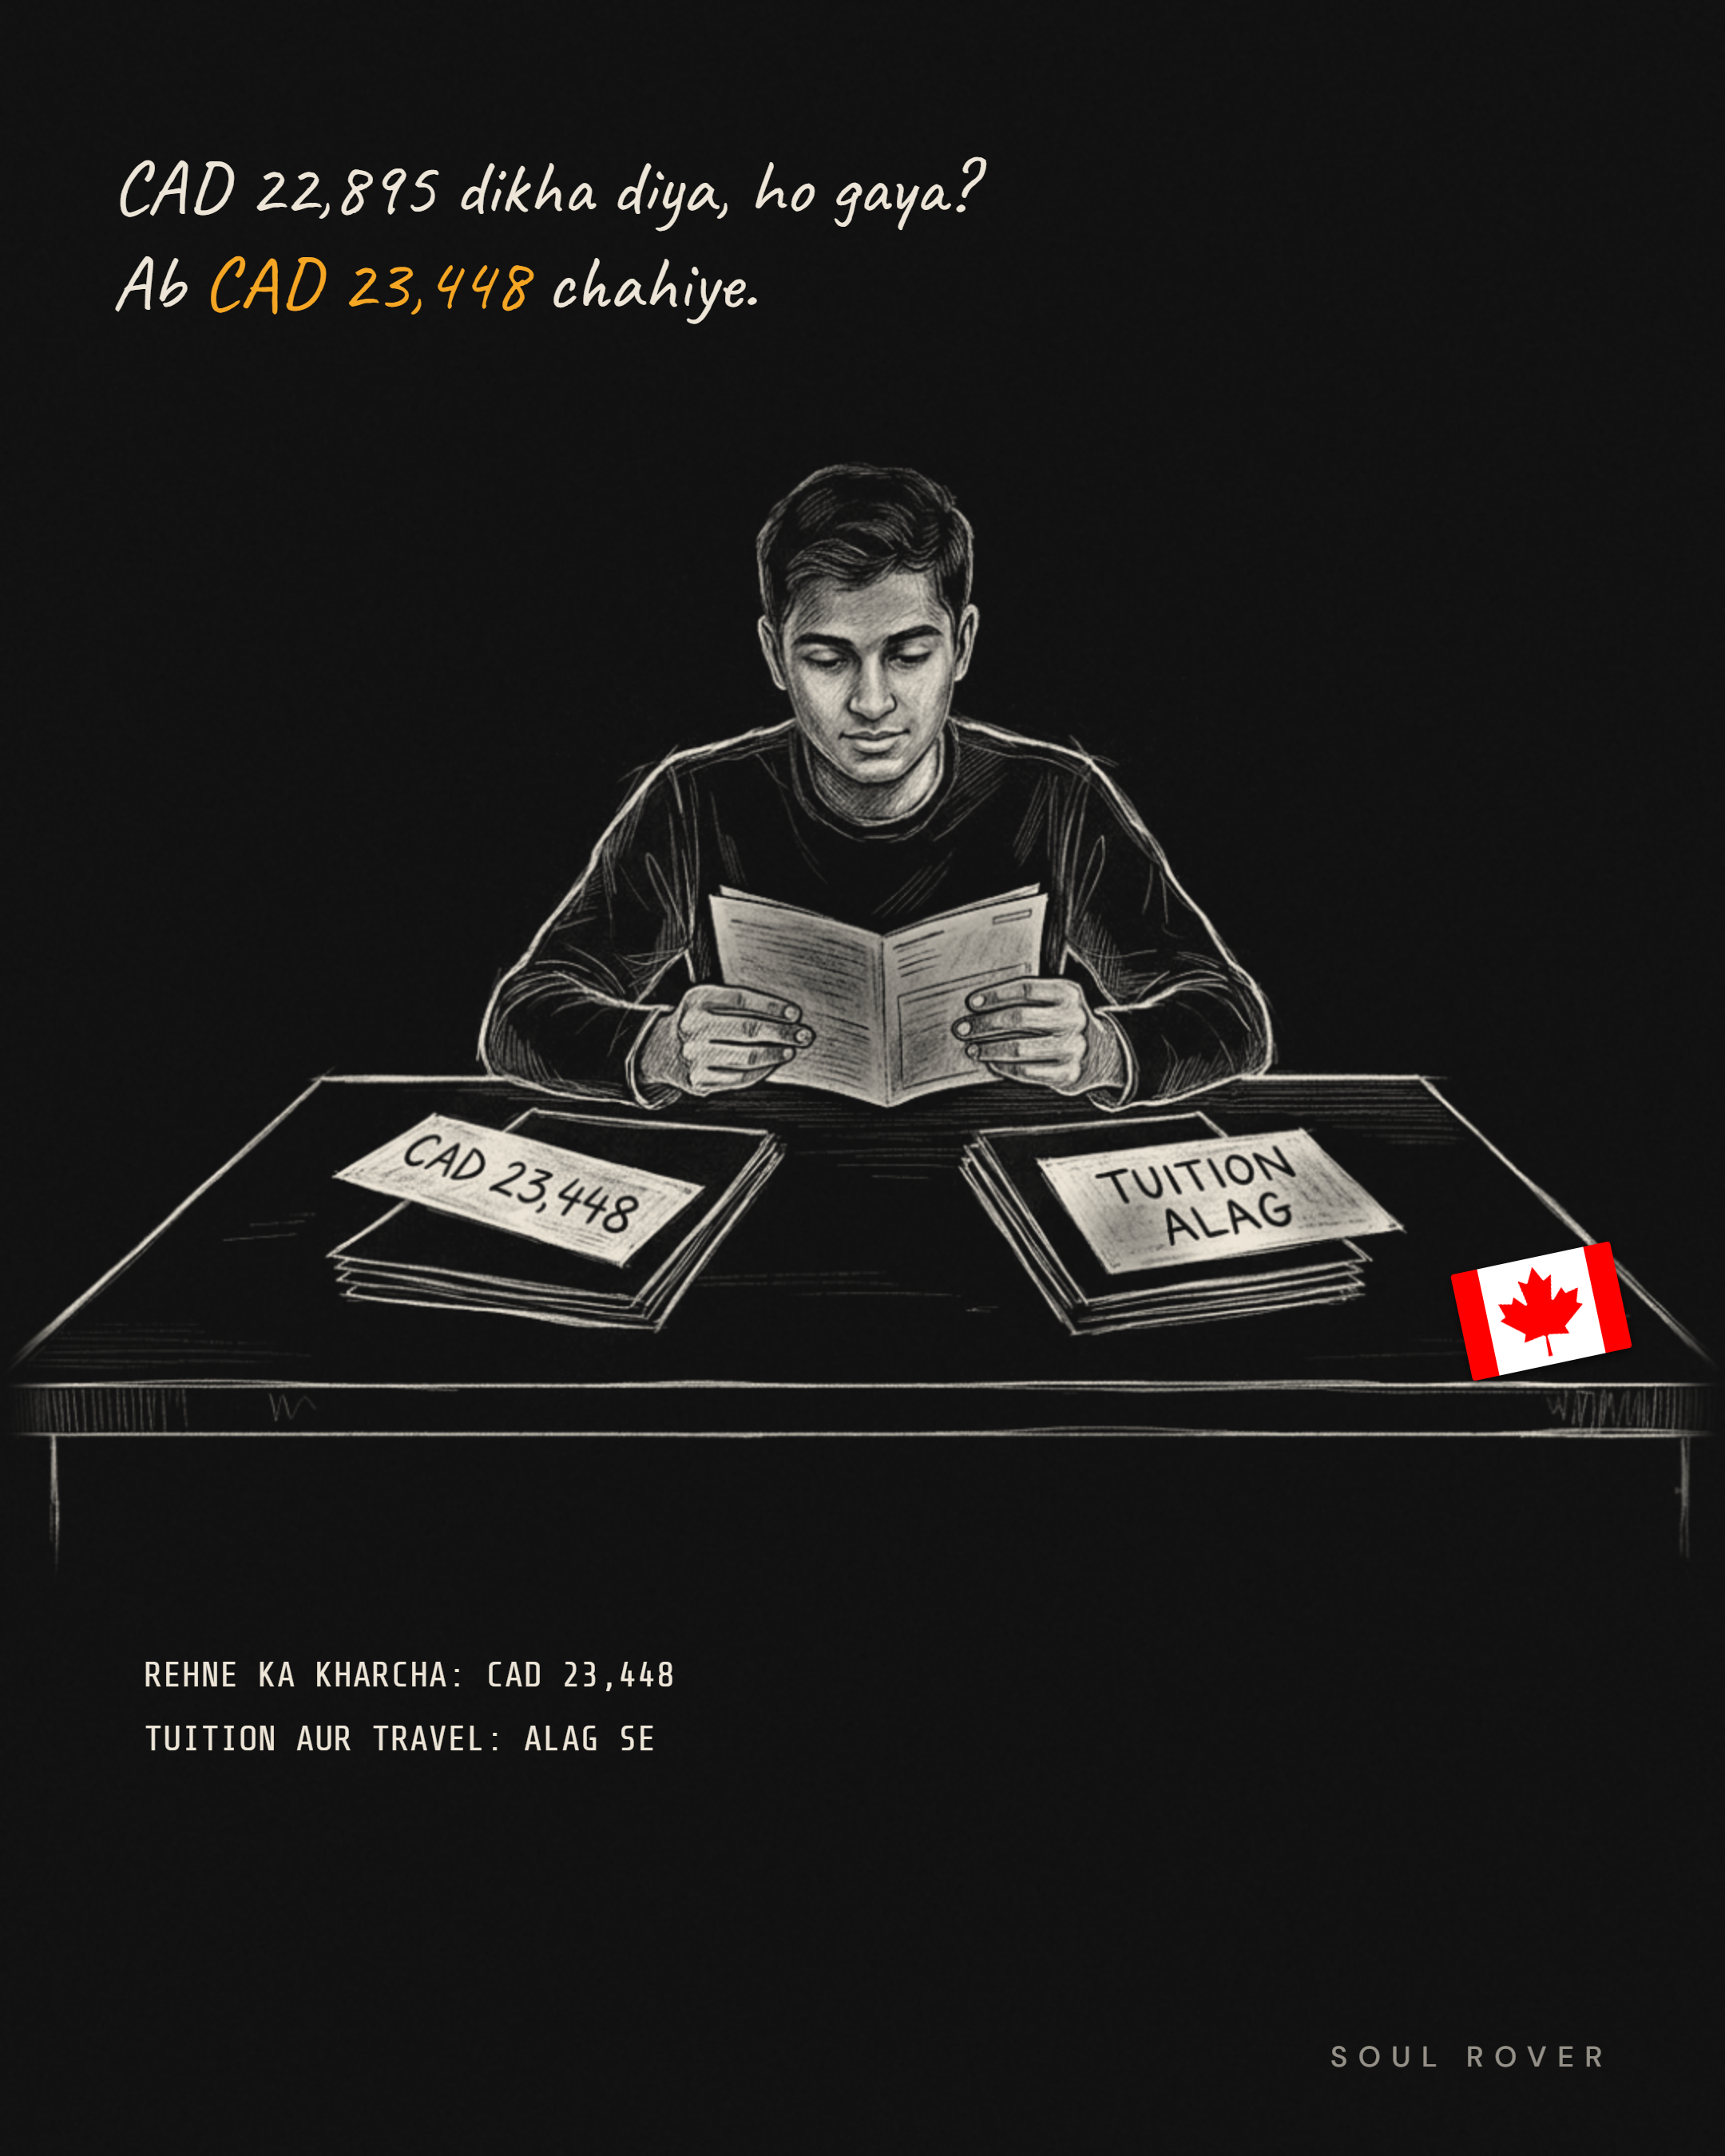 CAD 22,895 dikha diya, ho gaya?
Ab CAD 23,448 chahiye.
CAD 23,448
TUITION
ALAG
REHNE KA KHARCHA: CAD 23,448
TUITION AUR TRAVEL: ALAG SE
SOUL ROVER